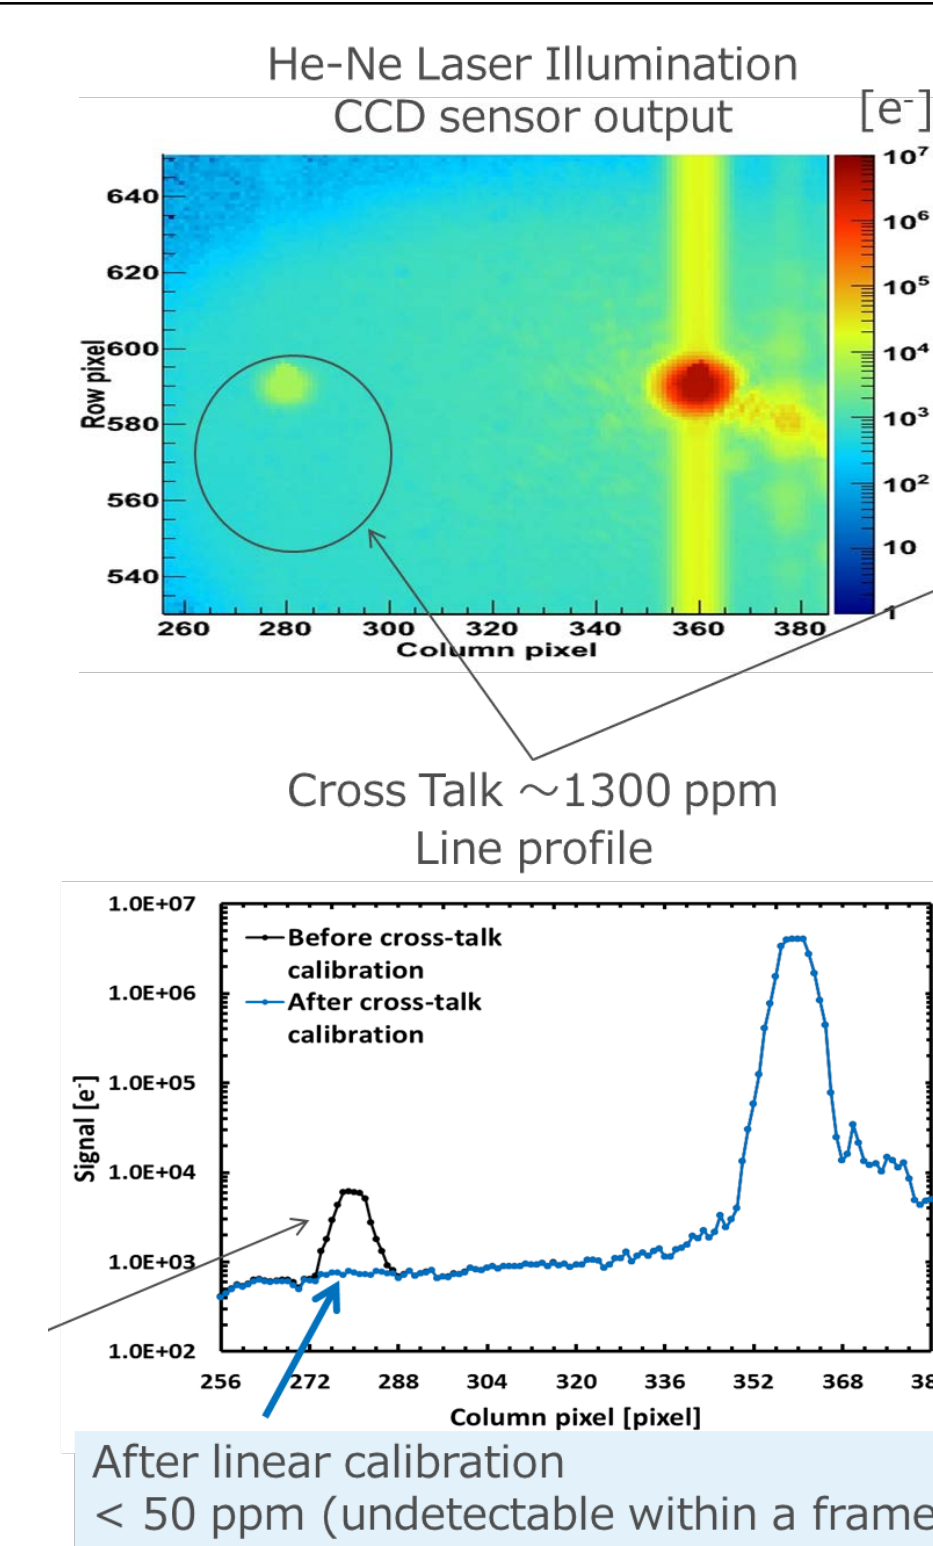 He-Ne Laser Illumination
CCD sensor output
[e-]
10⁷
10⁶
10⁵
10⁴
10³
10²
10
1
640
620
600
580
560
540
Row pixel
260 280 300 320 340 360 380
Column pixel
Cross Talk ～1300 ppm
Line profile
1.0E+07
1.0E+06
1.0E+05
1.0E+04
1.0E+03
1.0E+02
Signal [e-]
Before cross-talk
calibration
After cross-talk
calibration
256 272 288 304 320 336 352 368 38
Column pixel [pixel]
After linear calibration
< 50 ppm (undetectable within a frame